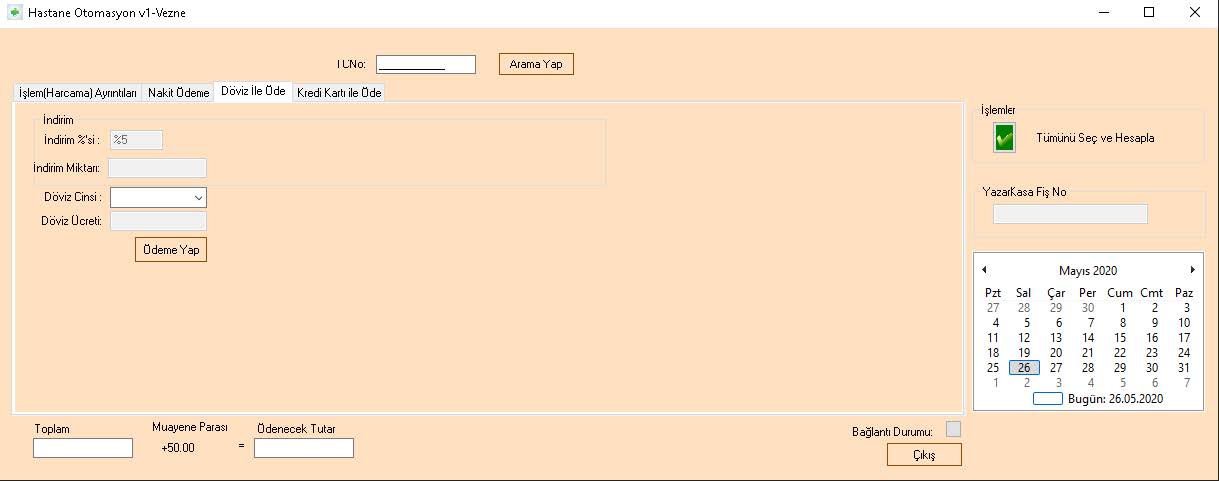 Hastane Otomasyon v1-Vezne
TCNo: ___________ Arama Yap
İşlem(Harcama) Ayrıntıları Nakit Ödeme Döviz İle Öde Kredi Kartı ile Öde
İndirim
İndirim %'si : %5
İndirim Miktarı:
Döviz Cinsi :
Döviz Ücreti:
Ödeme Yap
İşlemler
Tümünü Seç ve Hesapla
YazarKasa Fiş No
Mayıs 2020
Pzt Sal Çar Per Cum Cmt Paz
27 28 29 30 1 2 3
4 5 6 7 8 9 10
11 12 13 14 15 16 17
18 19 20 21 22 23 24
25 26 27 28 29 30 31
1 2 3 4 5 6 7
Bugün: 26.05.2020
Toplam Muayene Parası Ödenecek Tutar
+50.00 =
Bağlantı Durumu:
Çıkış